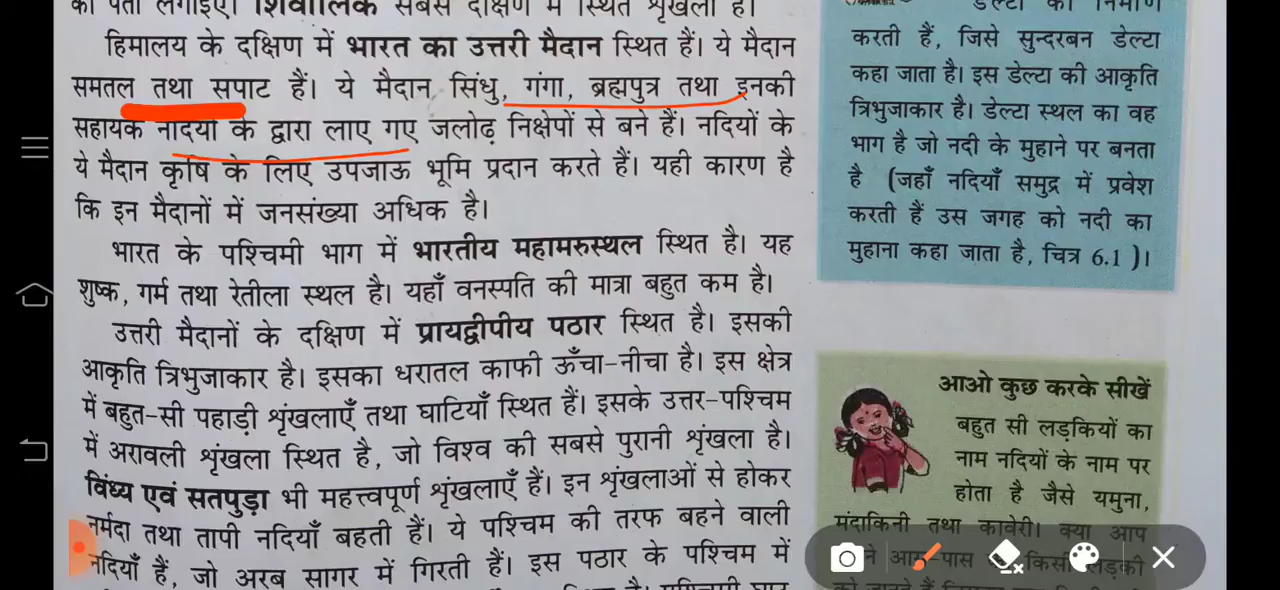 का पता लगाइए। शिवालिक सबसे दक्षिण में स्थित शृंखला है।
हिमालय के दक्षिण में भारत का उत्तरी मैदान स्थित हैं। ये मैदान
समतल तथा सपाट हैं। ये मैदान सिंधु, गंगा, ब्रह्मपुत्र तथा इनकी
सहायक नदियों के द्वारा लाए गए जलोढ़ निक्षेपों से बने हैं। नदियों के
ये मैदान कृषि के लिए उपजाऊ भूमि प्रदान करते हैं। यही कारण है
कि इन मैदानों में जनसंख्या अधिक है।
भारत के पश्चिमी भाग में भारतीय महामरुस्थल स्थित है। यह
शुष्क, गर्म तथा रेतीला स्थल है। यहाँ वनस्पति की मात्रा बहुत कम है।
उत्तरी मैदानों के दक्षिण में प्रायद्वीपीय पठार स्थित है। इसकी
आकृति त्रिभुजाकार है। इसका धरातल काफी ऊँचा-नीचा है। इस क्षेत्र
में बहुत-सी पहाड़ी शृंखलाएँ तथा घाटियाँ स्थित हैं। इसके उत्तर-पश्चिम
में अरावली शृंखला स्थित है, जो विश्व की सबसे पुरानी शृंखला है।
विंध्य एवं सतपुड़ा भी महत्त्वपूर्ण शृंखलाएँ हैं। इन शृंखलाओं से होकर
नर्मदा तथा तापी नदियाँ बहती हैं। ये पश्चिम की तरफ बहने वाली
नदियाँ हैं, जो अरब सागर में गिरती हैं। इस पठार के पश्चिम में
डेल्टा का निर्माण
करती हैं, जिसे सुन्दरबन डेल्टा
कहा जाता है। इस डेल्टा की आकृति
त्रिभुजाकार है। डेल्टा स्थल का वह
भाग है जो नदी के मुहाने पर बनता
है (जहाँ नदियाँ समुद्र में प्रवेश
करती हैं उस जगह को नदी का
मुहाना कहा जाता है, चित्र 6.1 )।
आओ कुछ करके सीखें
बहुत सी लड़कियों का
नाम नदियों के नाम पर
होता है जैसे यमुना,
मंदाकिनी तथा कावेरी। क्या आप
आस-पास किसी लड़की